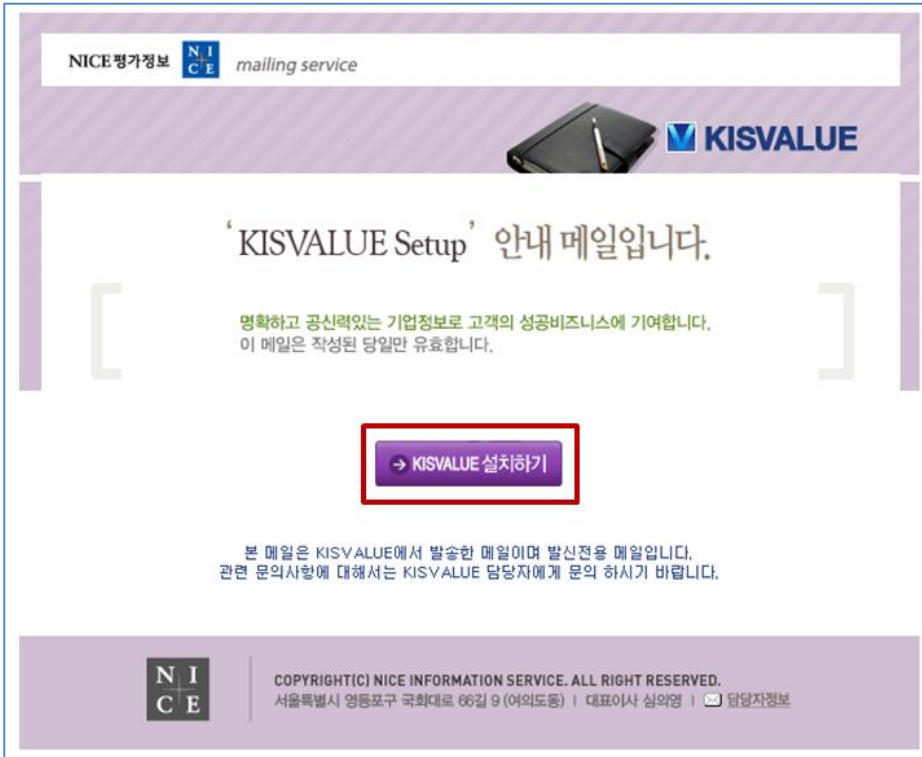 NICE평가정보 NICE mailing service
KISVALUE
'KISVALUE Setup' 안내 메일입니다.
명확하고 공신력있는 기업정보로 고객의 성공비즈니스에 기여합니다.
이 메일은 작성된 당일만 유효합니다.
KISVALUE 설치하기
본 메일은 KISVALUE에서 발송한 메일이며 발신전용 메일입니다.
관련 문의사항에 대해서는 KISVALUE 담당자에게 문의 하시기 바랍니다.
NICE
COPYRIGHT(C) NICE INFORMATION SERVICE. ALL RIGHT RESERVED.
서울특별시 영등포구 국회대로 66길 9 (여의도동) | 대표이사 심의영 | 담당자정보